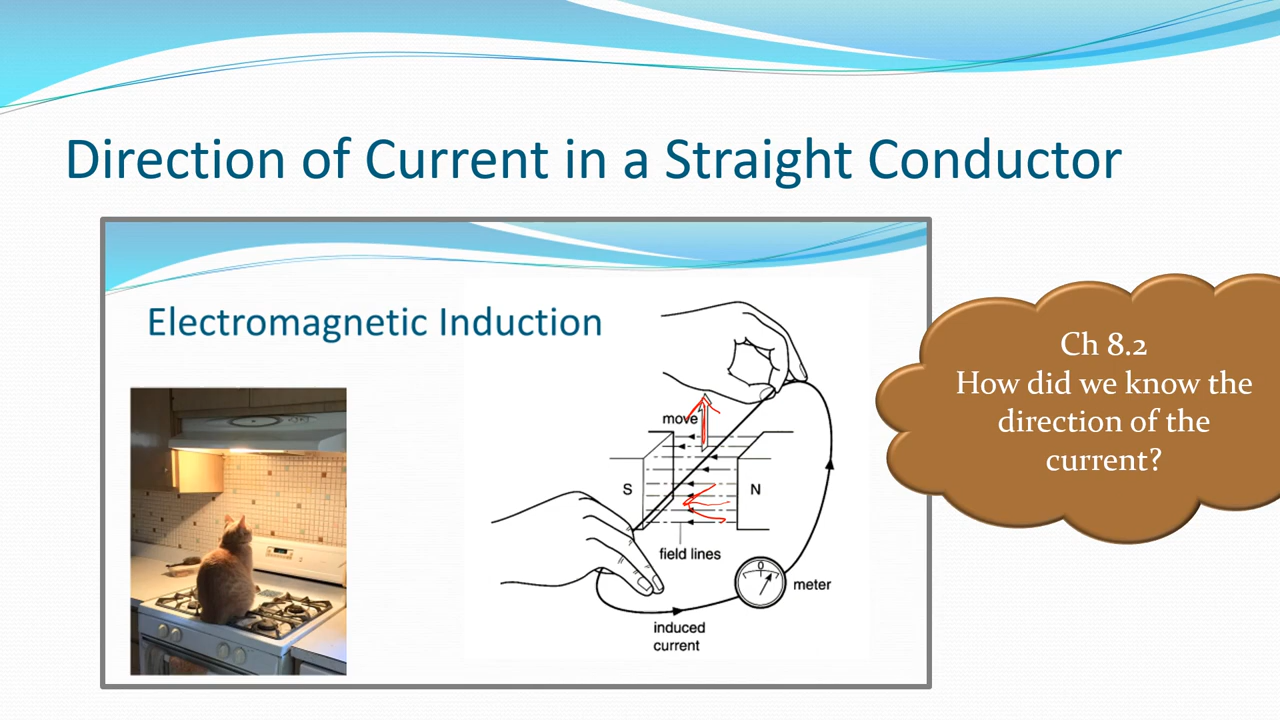 Direction of Current in a Straight Conductor
Electromagnetic Induction
move
S
N
field lines
0
meter
induced
current
Ch 8.2
How did we know the
direction of the
current?